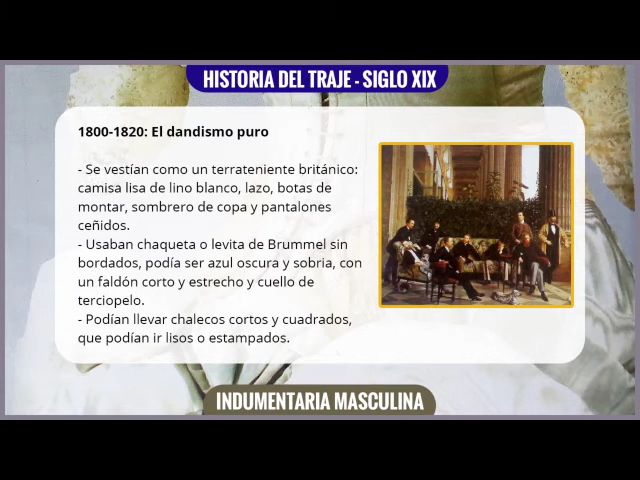 HISTORIA DEL TRAJE - SIGLO XIX
1800-1820: El dandismo puro
- Se vestían como un terrateniente británico:
camisa lisa de lino blanco, lazo, botas de
montar, sombrero de copa y pantalones
ceñidos.
- Usaban chaqueta o levita de Brummel sin
bordados, podía ser azul oscura y sobria, con
un faldón corto y estrecho y cuello de
terciopelo.
- Podían llevar chalecos cortos y cuadrados,
que podían ir lisos o estampados.
INDUMENTARIA MASCULINA